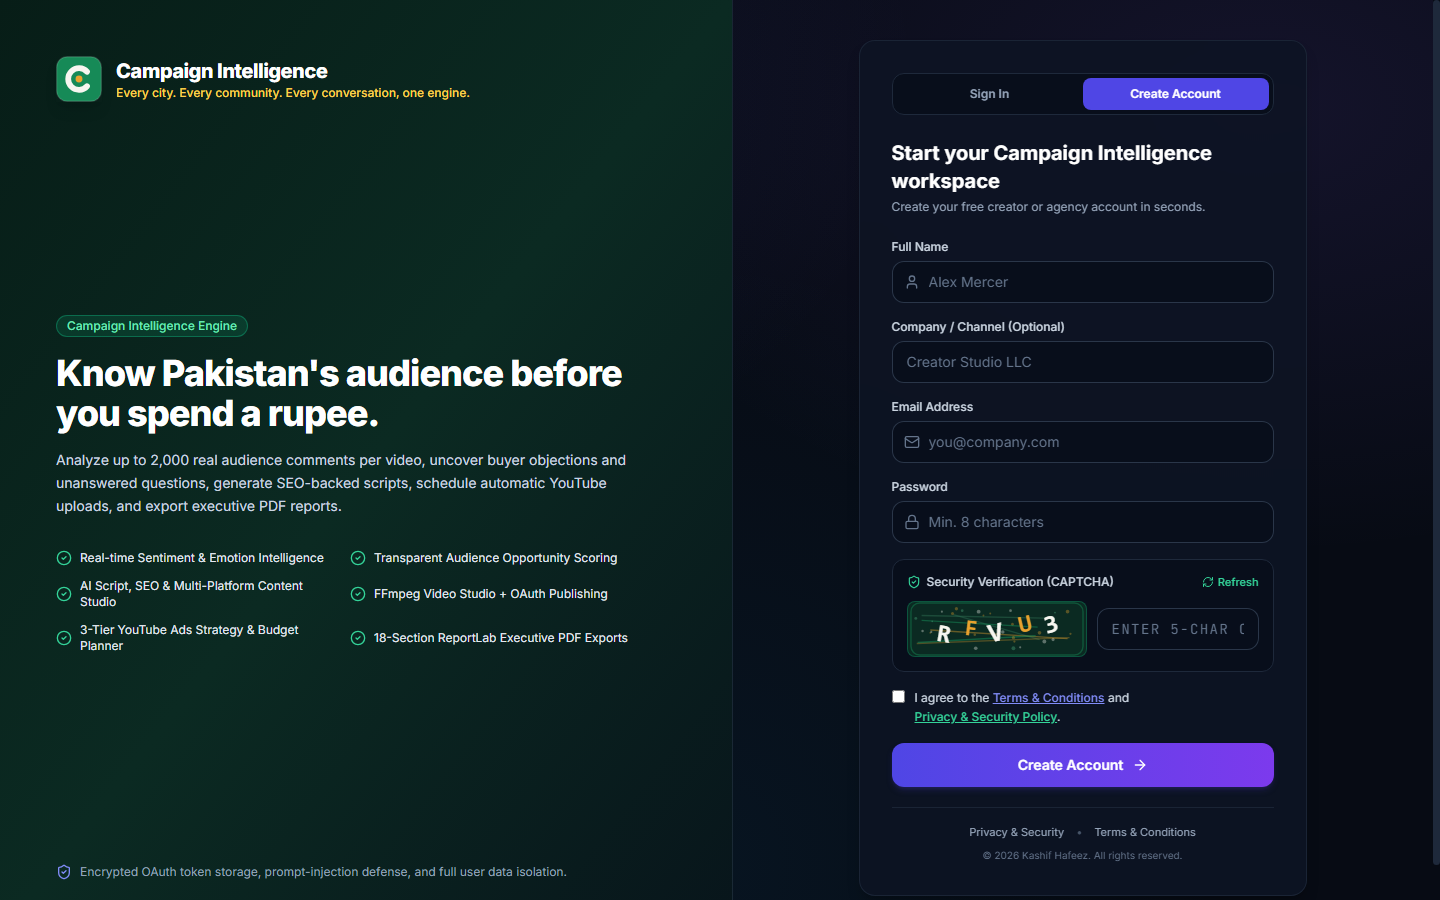 Campaign Intelligence
Every city. Every community. Every conversation, one engine.
Campaign Intelligence Engine
Know Pakistan's audience before
you spend a rupee.
Analyze up to 2,000 real audience comments per video, uncover buyer objections and
unanswered questions, generate SEO-backed scripts, schedule automatic YouTube
uploads, and export executive PDF reports.
Real-time Sentiment & Emotion Intelligence
Transparent Audience Opportunity Scoring
AI Script, SEO & Multi-Platform Content
Studio
FFmpeg Video Studio + OAuth Publishing
3-Tier YouTube Ads Strategy & Budget
Planner
18-Section ReportLab Executive PDF Exports
Encrypted OAuth token storage, prompt-injection defense, and full user data isolation.
Sign In
Create Account
Start your Campaign Intelligence
workspace
Create your free creator or agency account in seconds.
Full Name
Alex Mercer
Company / Channel (Optional)
Creator Studio LLC
Email Address
you@company.com
Password
Min. 8 characters
Security Verification (CAPTCHA)
Refresh
R F V U 3
ENTER 5-CHAR C
I agree to the Terms & Conditions and
Privacy & Security Policy.
Create Account →
Privacy & Security • Terms & Conditions
© 2026 Kashif Hafeez. All rights reserved.